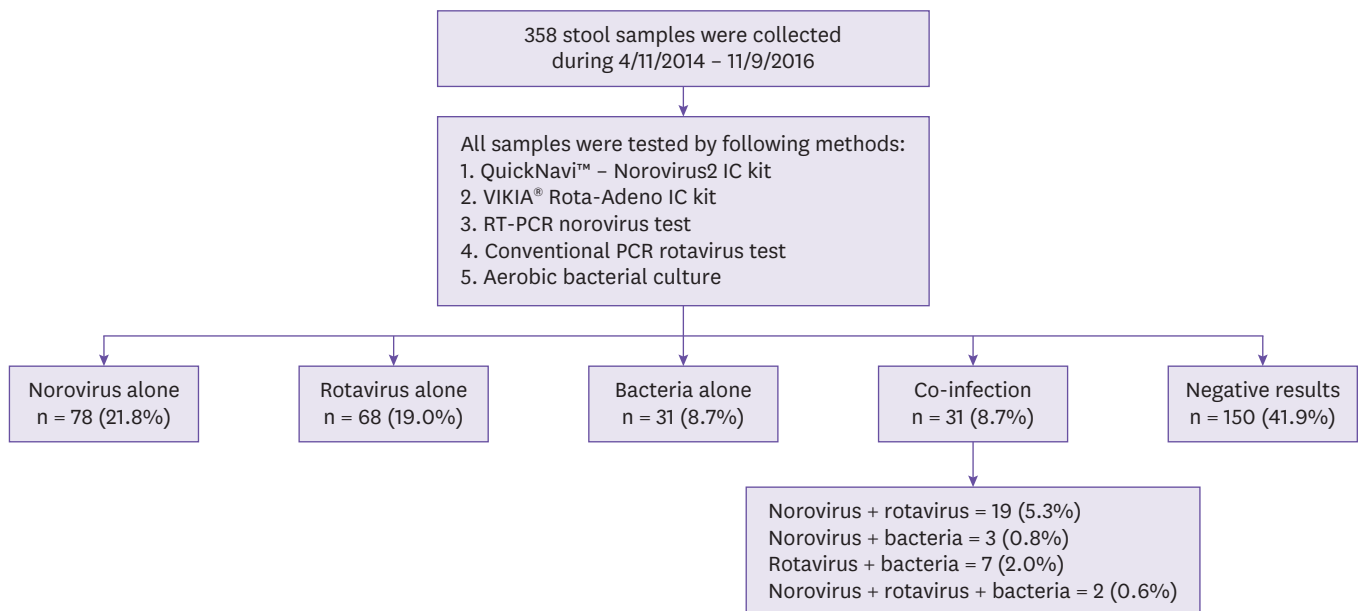 358 stool samples were collected
during 4/11/2014 – 11/9/2016
All samples were tested by following methods:
1. QuickNavi™ – Norovirus2 IC kit
2. VIKIA® Rota-Adeno IC kit
3. RT-PCR norovirus test
4. Conventional PCR rotavirus test
5. Aerobic bacterial culture
Norovirus alone
n = 78 (21.8%)
Rotavirus alone
n = 68 (19.0%)
Bacteria alone
n = 31 (8.7%)
Co-infection
n = 31 (8.7%)
Negative results
n = 150 (41.9%)
Norovirus + rotavirus = 19 (5.3%)
Norovirus + bacteria = 3 (0.8%)
Rotavirus + bacteria = 7 (2.0%)
Norovirus + rotavirus + bacteria = 2 (0.6%)